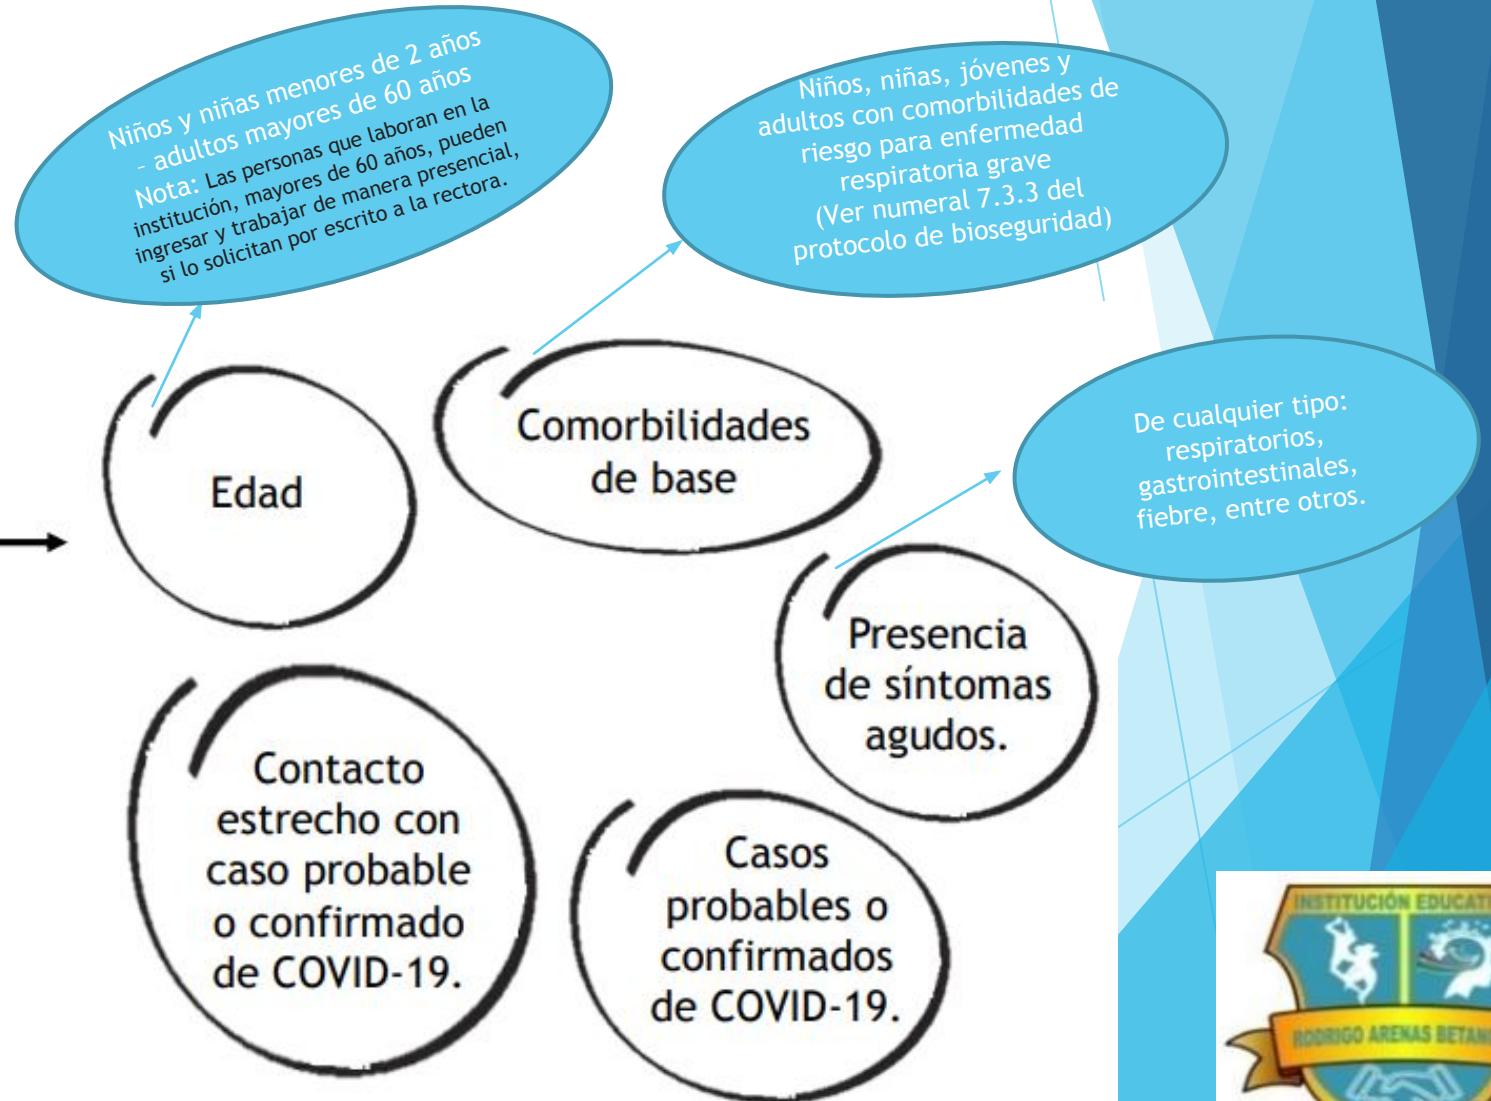 Niños y niñas menores de 2 años
- adultos mayores de 60 años
Nota: Las personas que laboran en la
institución, mayores de 60 años, pueden
ingresar y trabajar de manera presencial,
si lo solicitan por escrito a la rectora.
Niños, niñas, jóvenes y
adultos con comorbilidades de
riesgo para enfermedad
respiratoria grave
(Ver numeral 7.3.3 del
protocolo de bioseguridad)
De cualquier tipo:
respiratorios,
gastrointestinales,
fiebre, entre otros.
Edad
Comorbilidades
de base
Presencia
de síntomas
agudos.
Contacto
estrecho con
caso probable
o confirmado
de COVID-19.
Casos
probables o
confirmados
de COVID-19.
INSTITUCIÓN
RODRIGO ARENAS